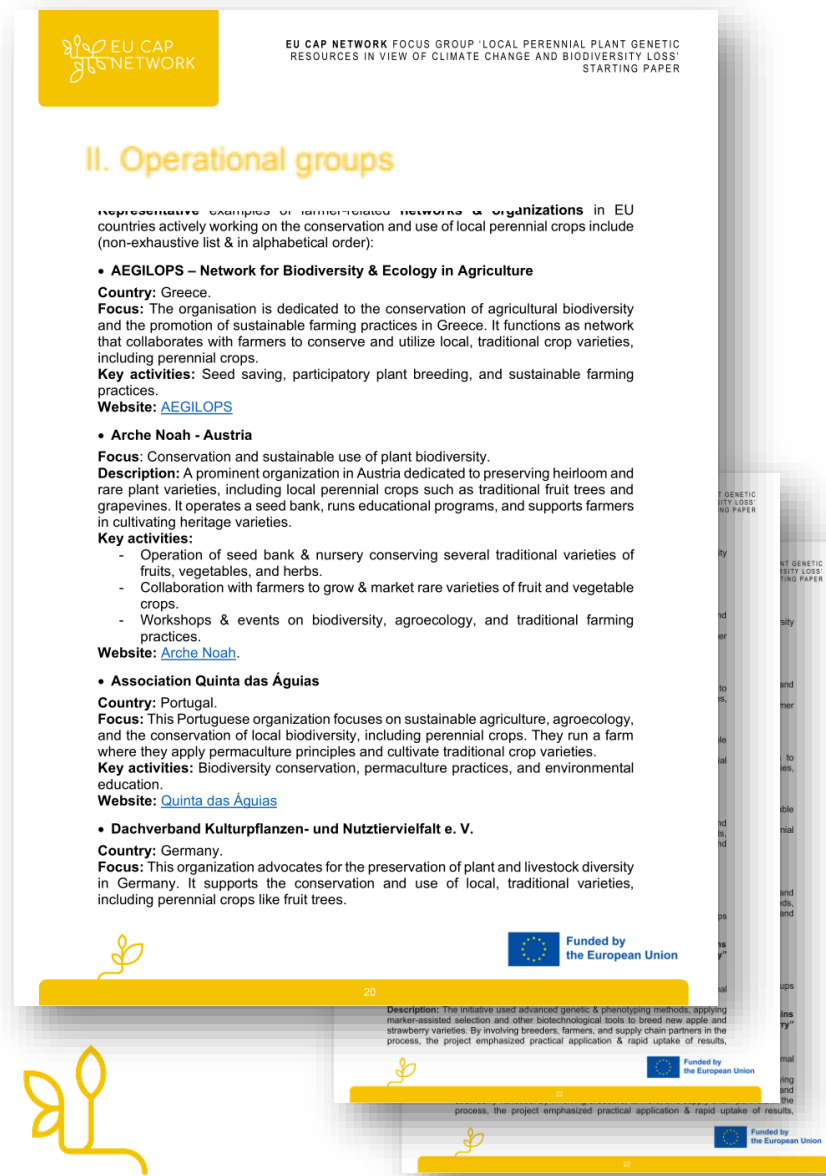 EU CAP
NETWORK
EU CAP NETWORK FOCUS GROUP ‘LOCAL PERENNIAL PLANT GENETIC
RESOURCES IN VIEW OF CLIMATE CHANGE AND BIODIVERSITY LOSS’
STARTING PAPER
II. Operational groups
Representative examples of farmer-related networks & organizations in EU
countries actively working on the conservation and use of local perennial crops include
(non-exhaustive list & in alphabetical order):
• AEGILOPS – Network for Biodiversity & Ecology in Agriculture
Country: Greece.
Focus: The organisation is dedicated to the conservation of agricultural biodiversity
and the promotion of sustainable farming practices in Greece. It functions as network
that collaborates with farmers to conserve and utilize local, traditional crop varieties,
including perennial crops.
Key activities: Seed saving, participatory plant breeding, and sustainable farming
practices.
Website: AEGILOPS
• Arche Noah - Austria
Focus: Conservation and sustainable use of plant biodiversity.
Description: A prominent organization in Austria dedicated to preserving heirloom and
rare plant varieties, including local perennial crops such as traditional fruit trees and
grapevines. It operates a seed bank, runs educational programs, and supports farmers
in cultivating heritage varieties.
Key activities:
- Operation of seed bank & nursery conserving several traditional varieties of
fruits, vegetables, and herbs.
- Collaboration with farmers to grow & market rare varieties of fruit and vegetable
crops.
- Workshops & events on biodiversity, agroecology, and traditional farming
practices.
Website: Arche Noah.
• Association Quinta das Águias
Country: Portugal.
Focus: This Portuguese organization focuses on sustainable agriculture, agroecology,
and the conservation of local biodiversity, including perennial crops. They run a farm
where they apply permaculture principles and cultivate traditional crop varieties.
Key activities: Biodiversity conservation, permaculture practices, and environmental
education.
Website: Quinta das Águias
• Dachverband Kulturpflanzen- und Nutztiervielfalt e. V.
Country: Germany.
Focus: This organization advocates for the preservation of plant and livestock diversity
in Germany. It supports the conservation and use of local, traditional varieties,
including perennial crops like fruit trees.
Funded by
the European Union
20
Description: The initiative used advanced genetic & phenotyping methods, applying
marker-assisted selection and other biotechnological tools to breed new apple and
strawberry varieties. By involving breeders, farmers, and supply chain partners in the
process, the project emphasized practical application & rapid uptake of results,
Funded by
the European Union
22
process, the project emphasized practical application & rapid uptake of results,
Funded by
the European Union
22